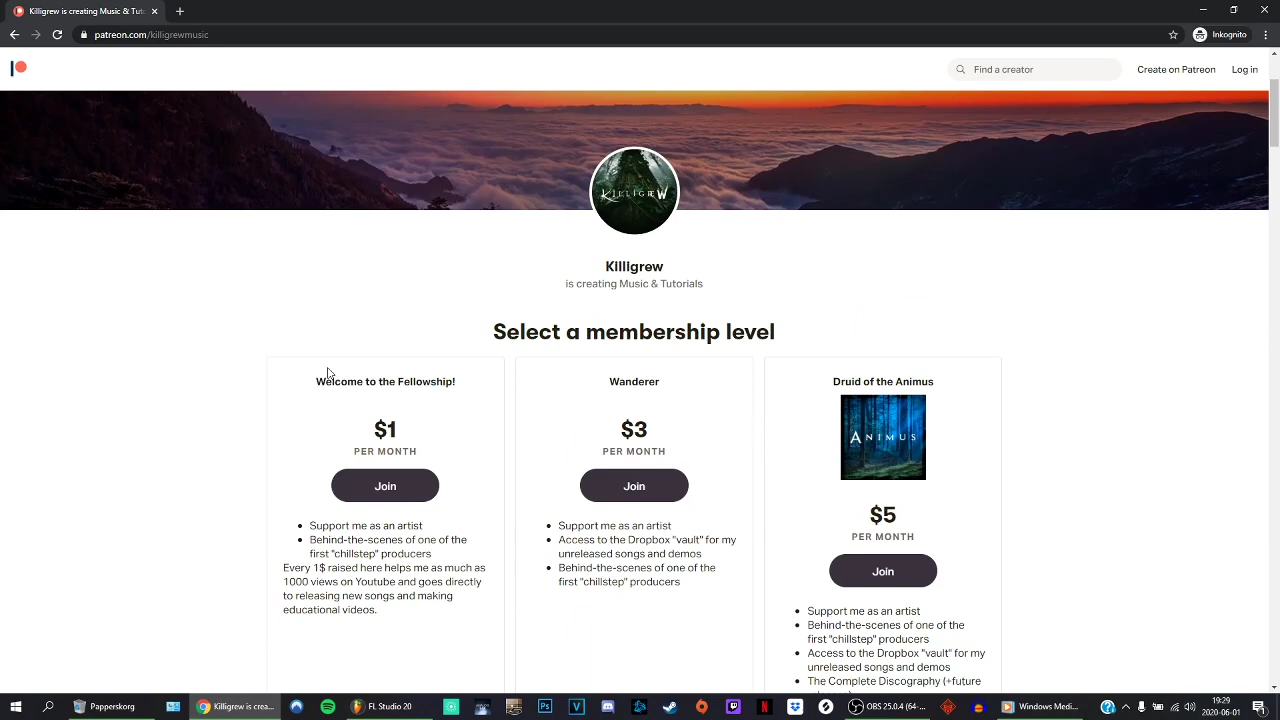 Killigrew is creating Music & Tuto
patreon.com/killigrewmusic
Inkognito
Find a creator
Create on Patreon
Log in
KILLIGREW
Killigrew
is creating Music & Tutorials
Select a membership level
Welcome to the Fellowship!
$1
PER MONTH
Join
Support me as an artist
Behind-the-scenes of one of the
first "chillstep" producers
Every 1$ raised here helps me as much as
1000 views on Youtube and goes directly
to releasing new songs and making
educational videos.
Wanderer
$3
PER MONTH
Join
Support me as an artist
Access to the Dropbox "vault" for my
unreleased songs and demos
Behind-the-scenes of one of the
first "chillstep" producers
Druid of the Animus
ANIMUS
$5
PER MONTH
Join
Support me as an artist
Behind-the-scenes of one of the
first "chillstep" producers
Access to the Dropbox "vault" for my
unreleased songs and demos
The Complete Discography (+future
Papperskorg
Killigrew is crea...
FL Studio 20
OBS 25.0.4 (64-...
Windows Medi...
19:29
2020-06-01